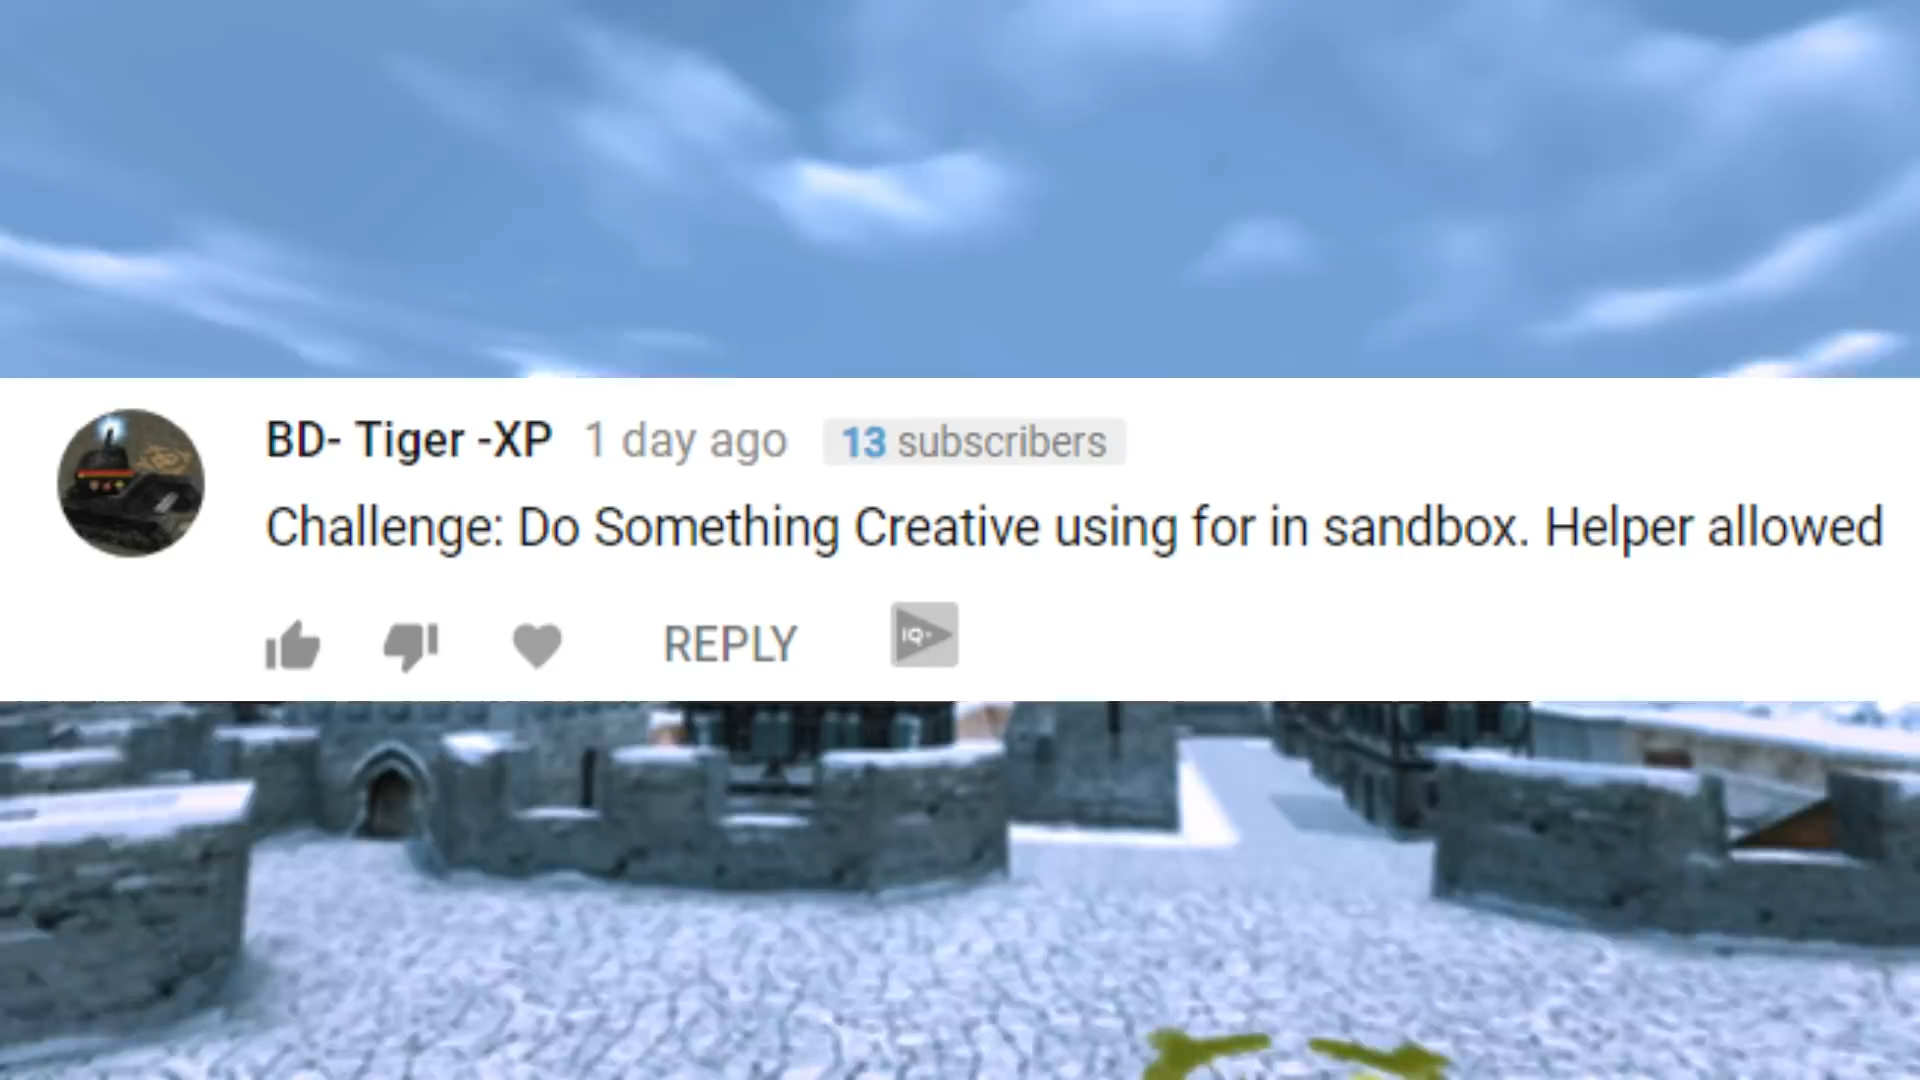 BD- Tiger -XP 1 day ago 13 subscribers
Challenge: Do Something Creative using for in sandbox. Helper allowed
REPLY IQ